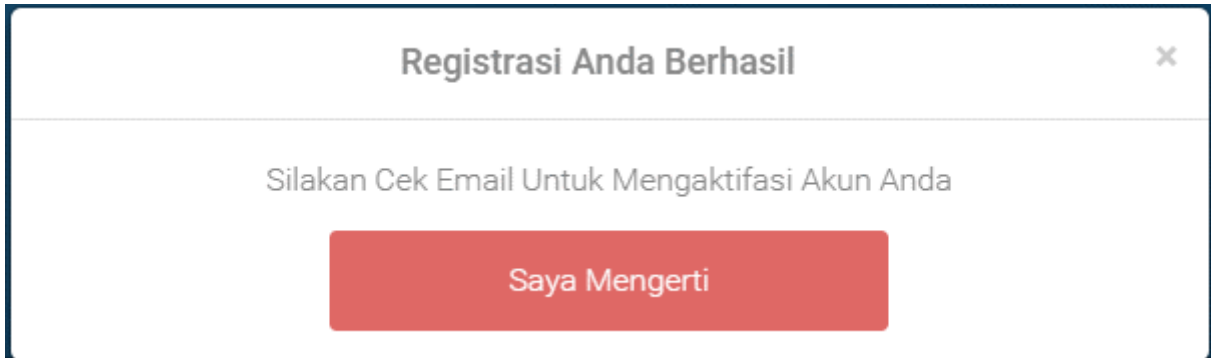 Registrasi Anda Berhasil
×
Silakan Cek Email Untuk Mengaktifasi Akun Anda
Saya Mengerti